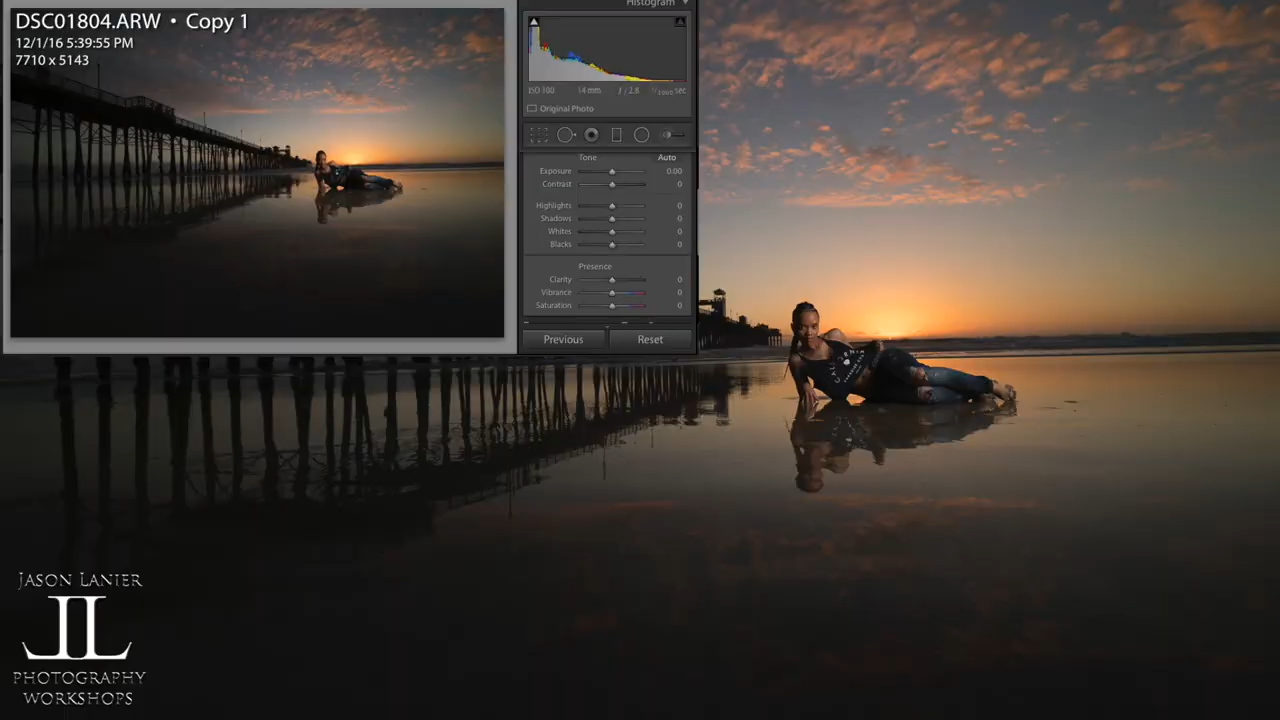 DSC01804.ARW • Copy 1
12/1/16 5:39:55 PM
7710 x 5143
Histogram
ISO 100 14 mm ƒ / 2.8 sec
Original Photo
Tone Auto
Exposure 0.00
Contrast 0
Highlights 0
Shadows 0
Whites 0
Blacks 0
Presence
Clarity 0
Vibrance 0
Saturation 0
Previous Reset
CALIFORNIA
JASON LANIER
JL
PHOTOGRAPHY
WORKSHOPS